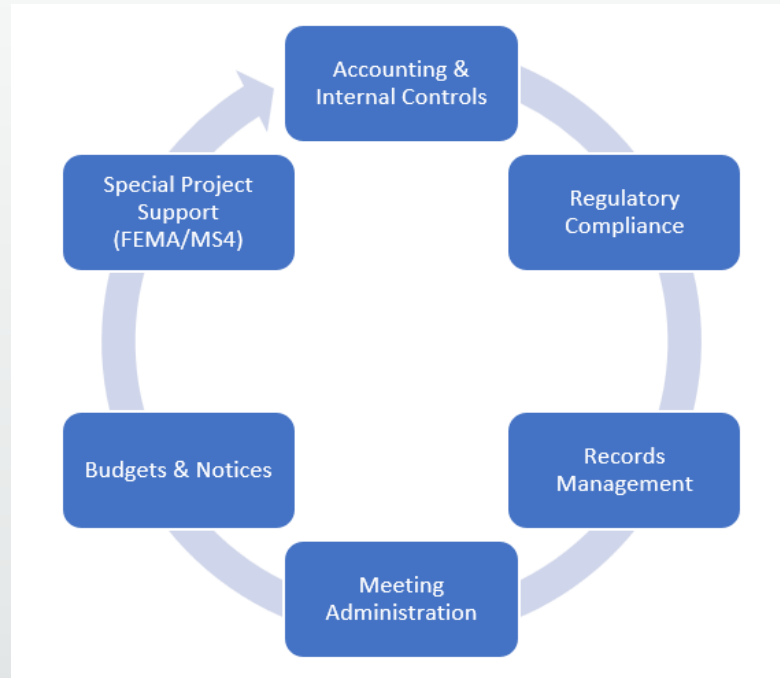 Accounting &
Internal Controls
Regulatory
Compliance
Records
Management
Meeting
Administration
Budgets & Notices
Special Project
Support
(FEMA/MS4)